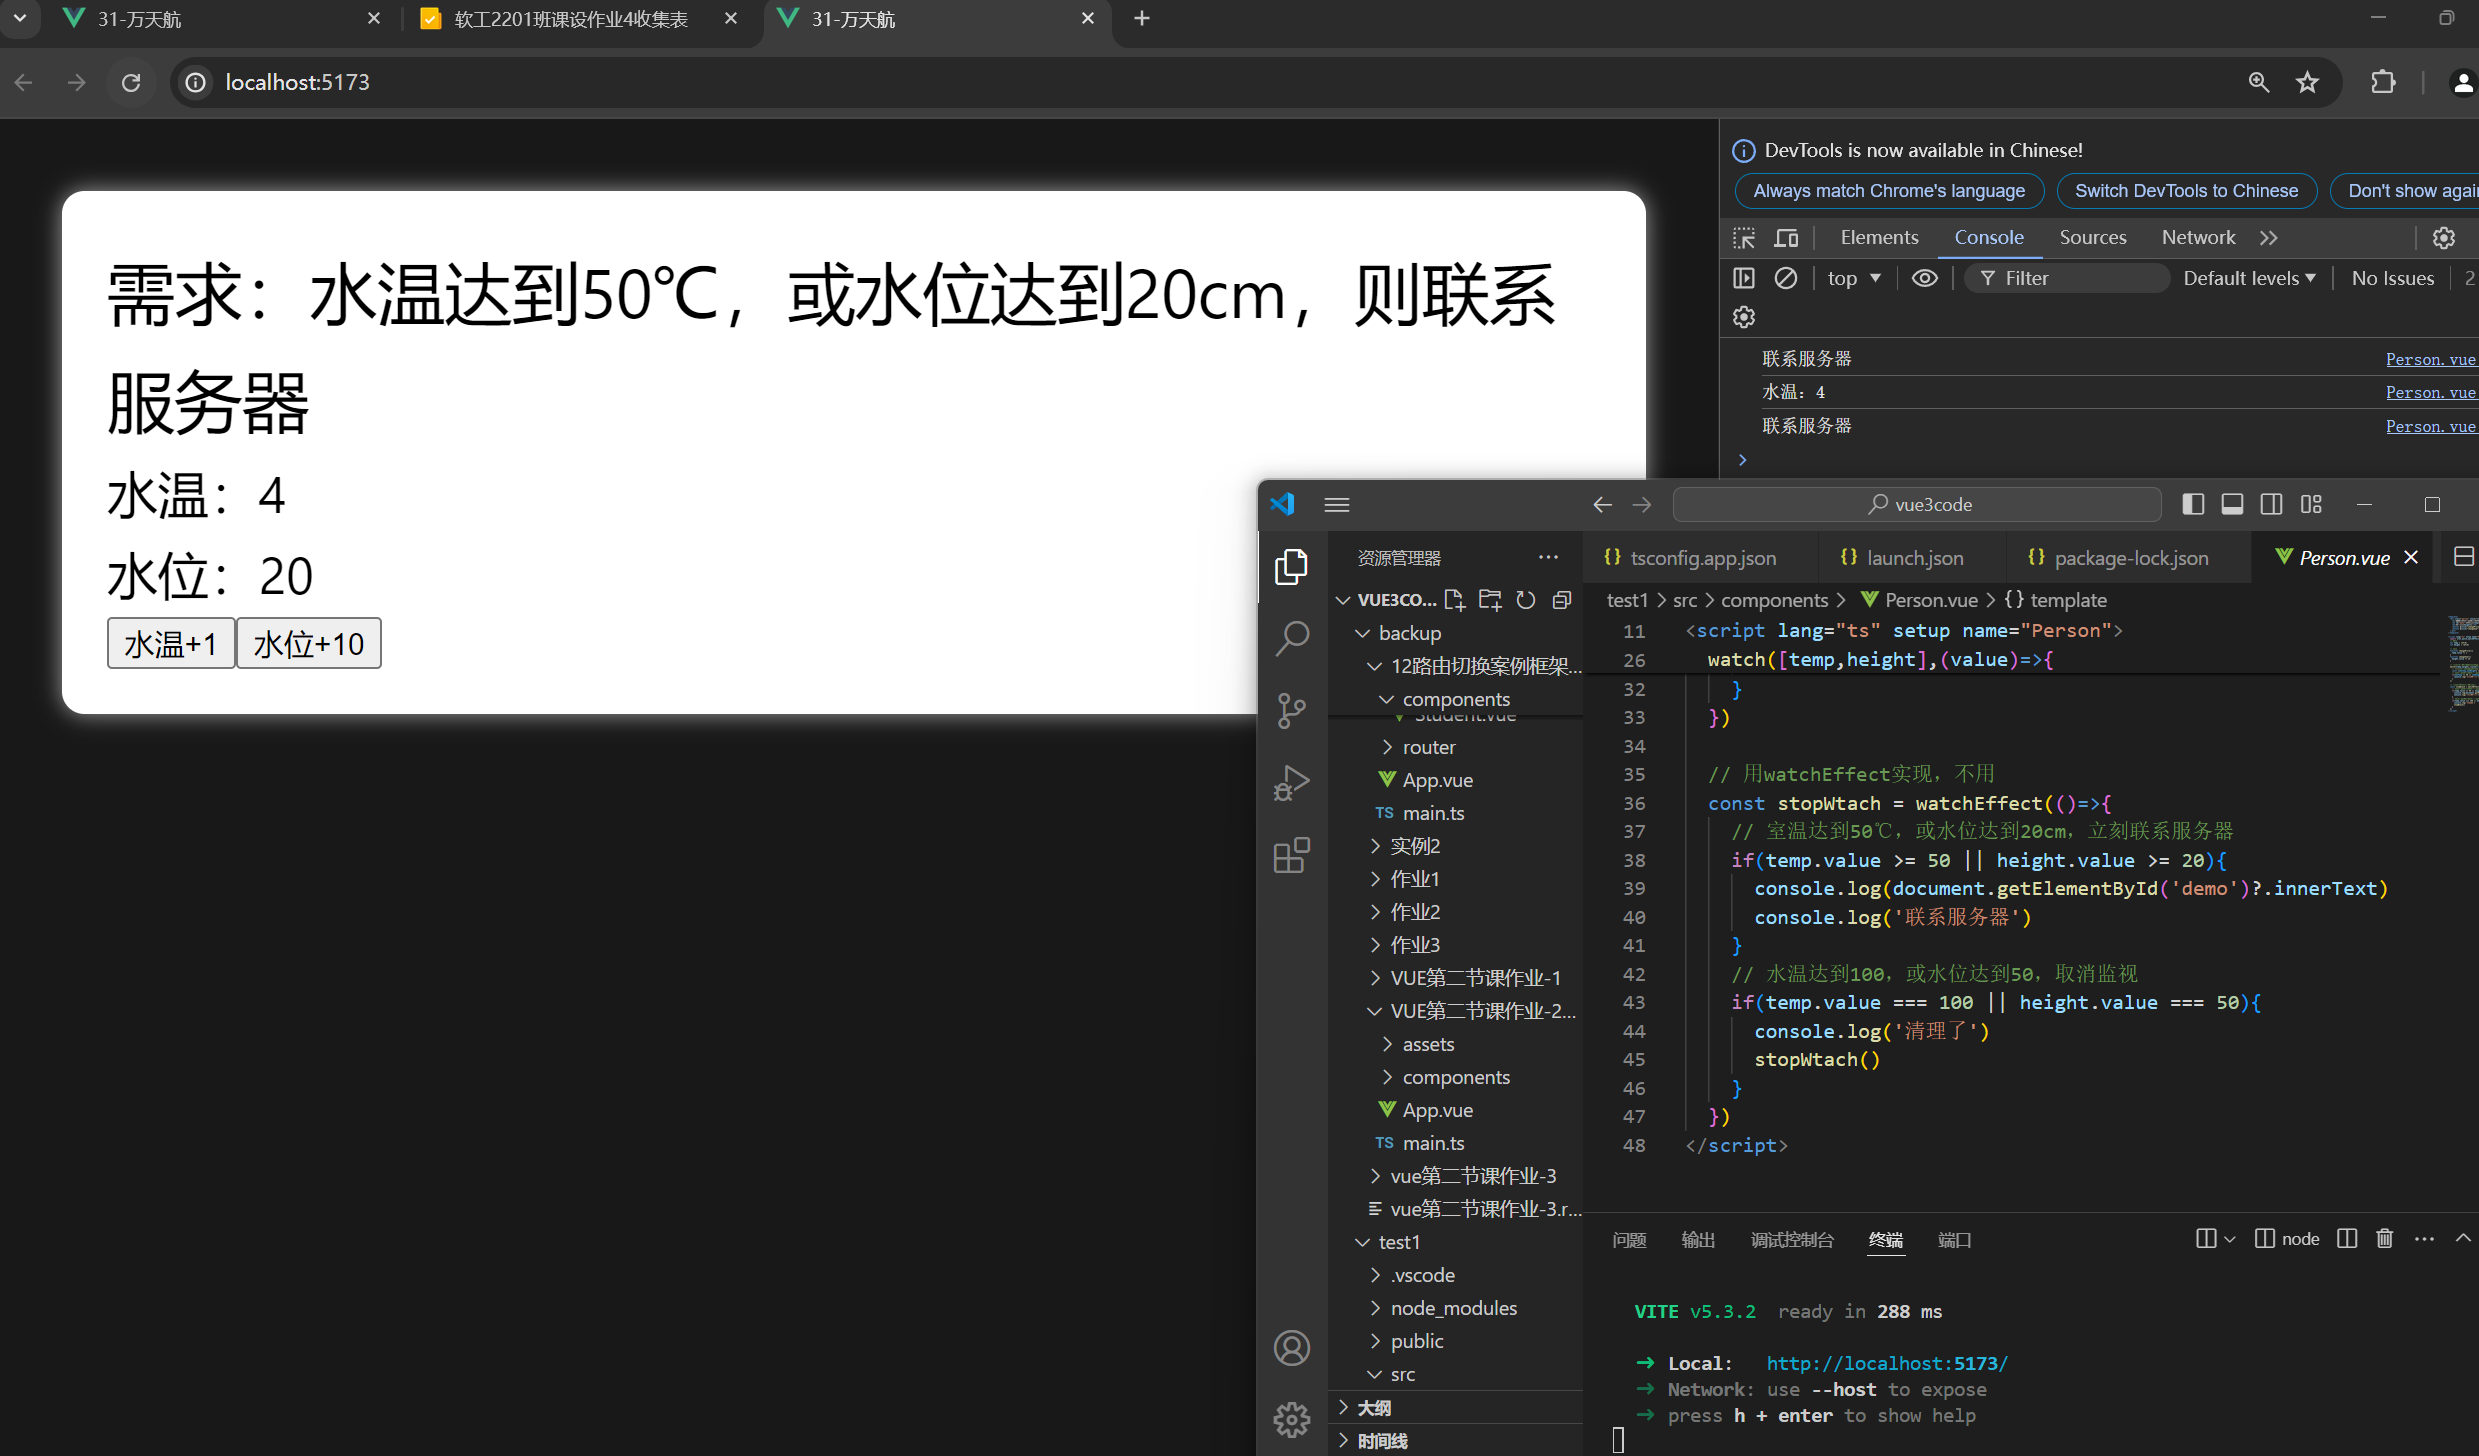 31-万天航
软工2201班课设作业4收集表
31-万天航
localhost:5173
DevTools is now available in Chinese!
Always match Chrome's language
Switch DevTools to Chinese
Don't show agai
Elements
Console
Sources
Network
top
Filter
Default levels
No Issues
2
联系服务器
Person.vue
水温：4
Person.vue
联系服务器
Person.vue
需求：水温达到50℃，或水位达到20cm，则联系
服务器
水温：4
水位：20
水温+1
水位+10
vue3code
资源管理器
tsconfig.app.json
launch.json
package-lock.json
Person.vue
VUE3CO...
backup
12路由切换案例框架...
components
Student.vue
router
App.vue
TS main.ts
实例2
作业1
作业2
作业3
VUE第二节课作业-1
VUE第二节课作业-2...
assets
components
App.vue
TS main.ts
vue第二节课作业-3
vue第二节课作业-3.r...
test1
.vscode
node_modules
public
src
大纲
时间线
test1 > src > components > Person.vue > {} template
11 <script lang="ts" setup name="Person">
26 watch([temp,height],(value)=>{
32 }
33 })
34
35 // 用watchEffect实现，不用
36 const stopWtach = watchEffect(()=>{
37 // 室温达到50℃，或水位达到20cm，立刻联系服务器
38 if(temp.value >= 50 || height.value >= 20){
39 console.log(document.getElementById('demo')?.innerText)
40 console.log('联系服务器')
41 }
42 // 水温达到100，或水位达到50，取消监视
43 if(temp.value === 100 || height.value === 50){
44 console.log('清理了')
45 stopWtach()
46 }
47 })
48 </script>
问题
输出
调试控制台
终端
端口
node
VITE v5.3.2 ready in 288 ms
➜ Local: http://localhost:5173/
➜ Network: use --host to expose
➜ press h + enter to show help